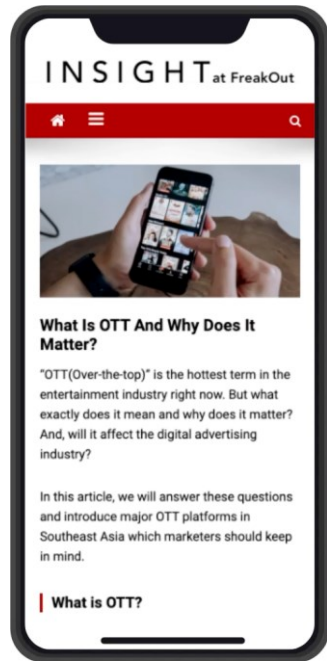 INSIGHT at FreakOut
What Is OTT And Why Does It
Matter?
“OTT(Over-the-top)” is the hottest term in the
entertainment industry right now. But what
exactly does it mean and why does it matter?
And, will it affect the digital advertising
industry?
In this article, we will answer these questions
and introduce major OTT platforms in
Southeast Asia which marketers should keep
in mind.
What is OTT?